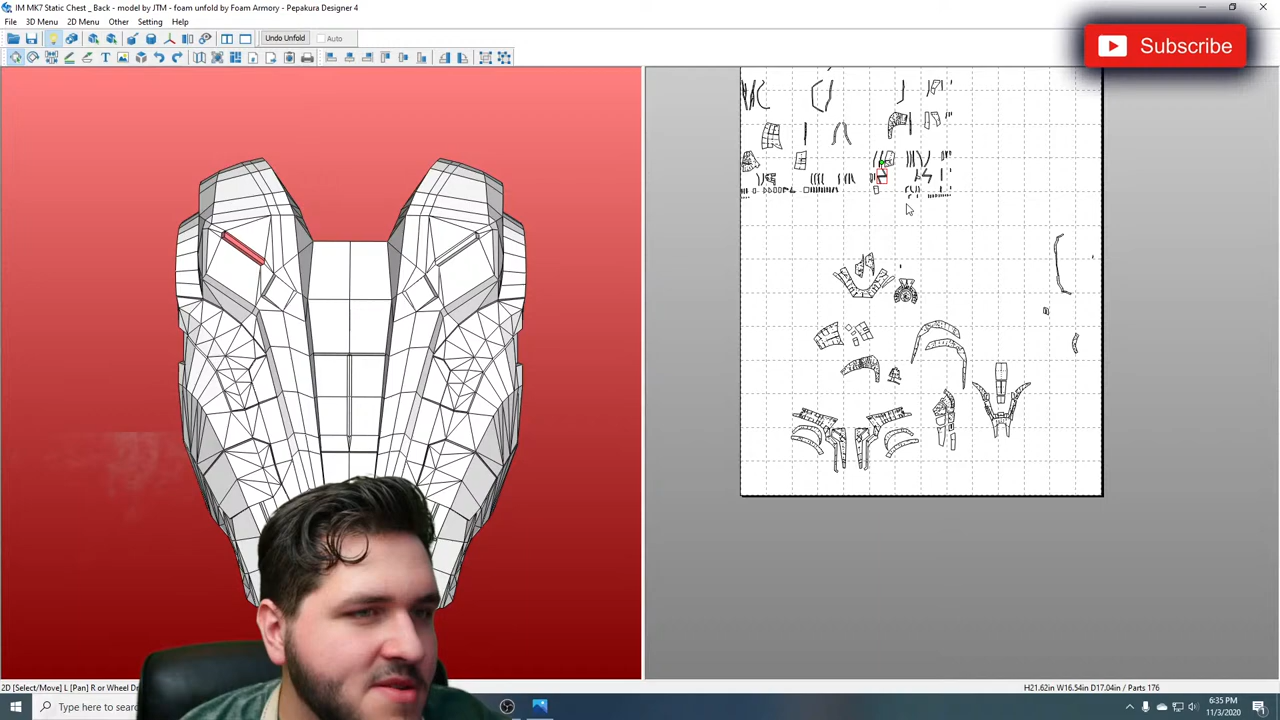 IM MK7 Static Chest _ Back - model by JTM - foam unfold by Foam Armory - Pepakura Designer 4
File 3D Menu 2D Menu Other Setting Help
Undo Unfold Auto
Subscribe
2D [Select/Move] L [Pan] R or Wheel Dr
H21.62in W16.54in D17.04in / Parts 176
Type here to search
6:35 PM
11/3/2020
1